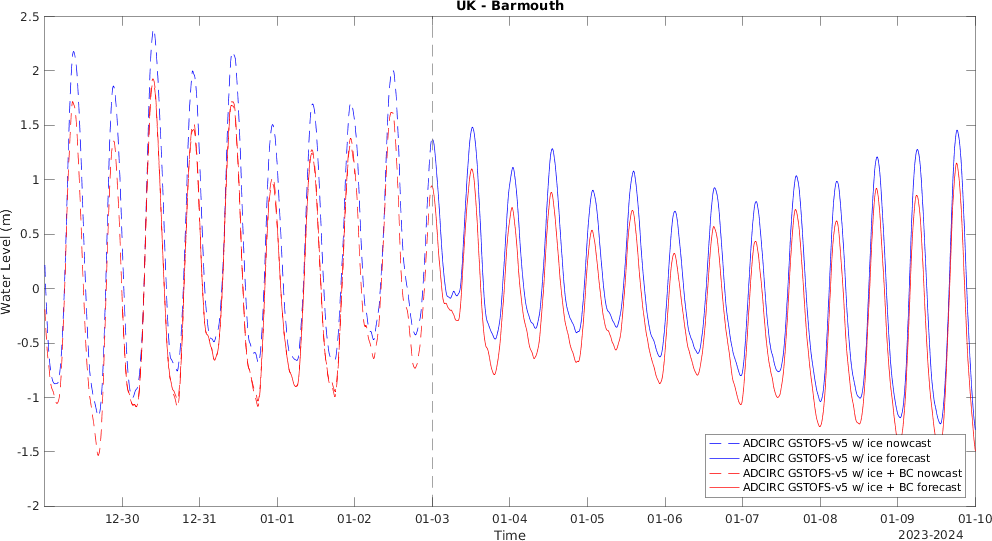 UK - Barmouth
Water Level (m)
2.5
2
1.5
1
0.5
0
-0.5
-1
-1.5
-2
ADCIRC GSTOFS-v5 w/ ice nowcast
ADCIRC GSTOFS-v5 w/ ice forecast
ADCIRC GSTOFS-v5 w/ ice + BC nowcast
ADCIRC GSTOFS-v5 w/ ice + BC forecast
12-30 12-31 01-01 01-02 01-03 01-04 01-05 01-06 01-07 01-08 01-09 01-10
Time
2023-2024